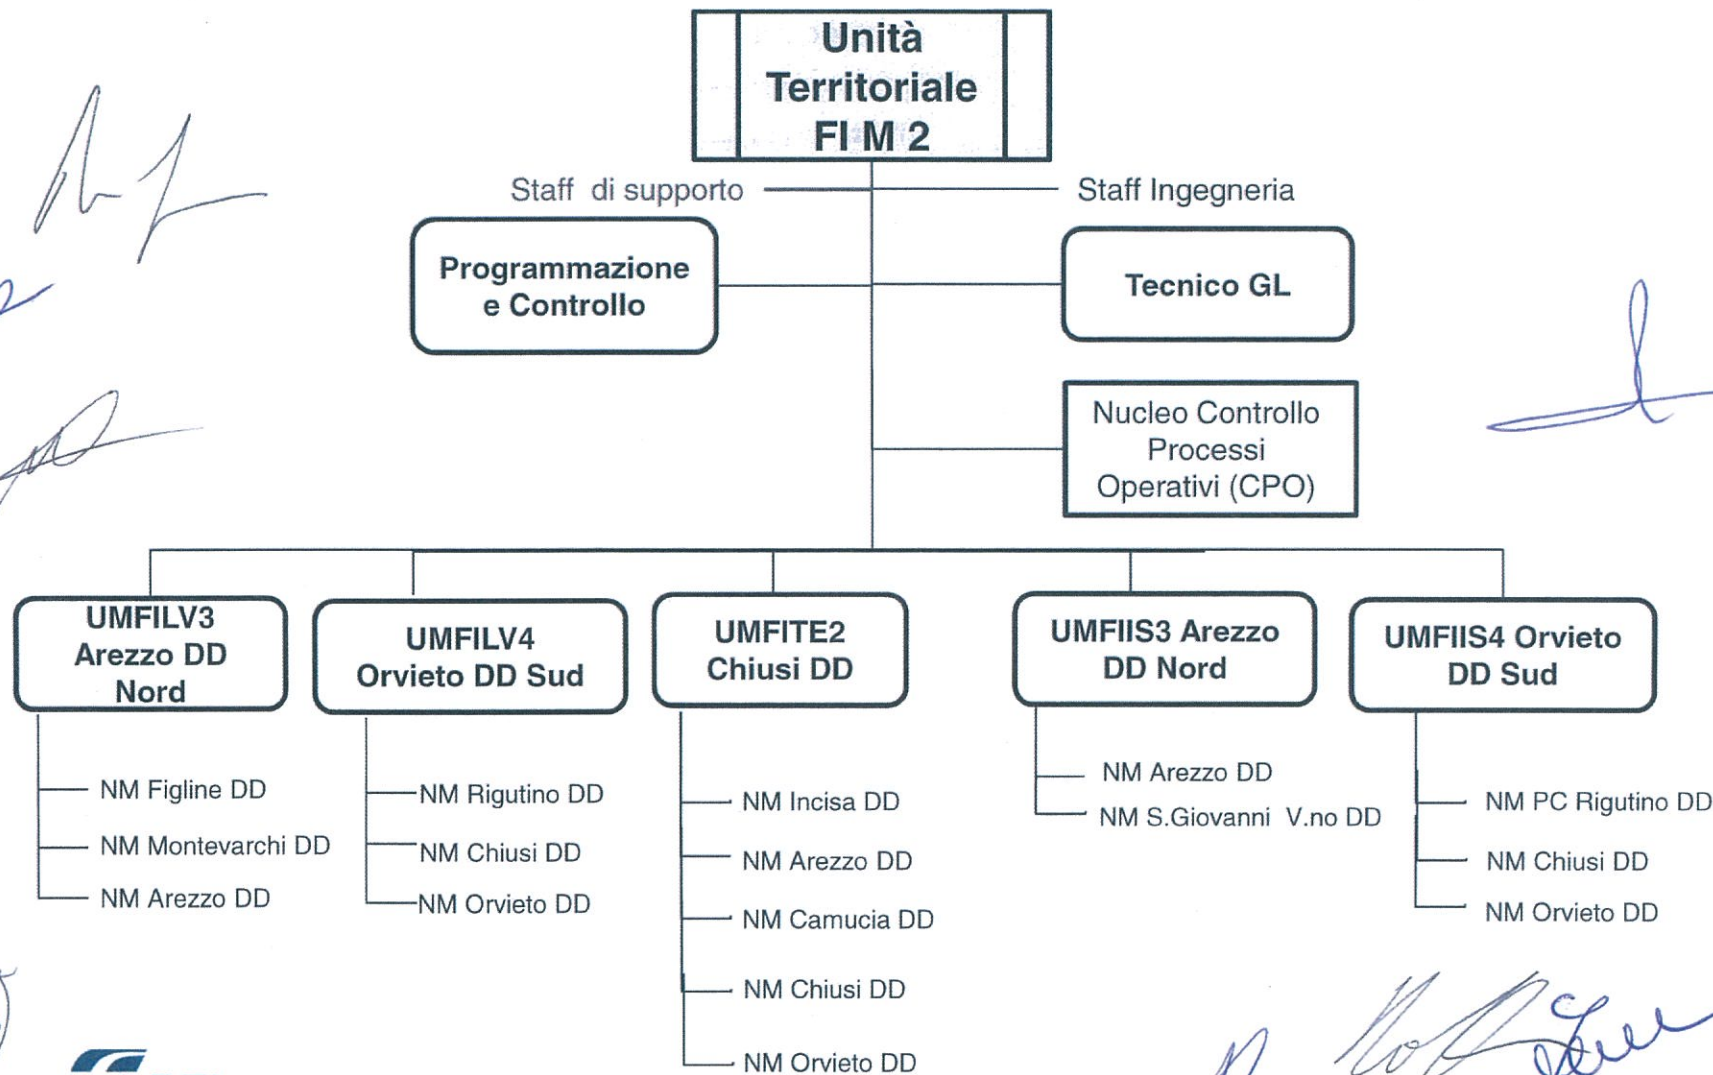 Unità
Territoriale
FI M 2
Staff di supporto
Staff Ingegneria
Programmazione
e Controllo
Tecnico GL
Nucleo Controllo
Processi
Operativi (CPO)
UMFILV3
Arezzo DD
Nord
UMFILV4
Orvieto DD Sud
UMFITE2
Chiusi DD
UMFIIS3 Arezzo
DD Nord
UMFIIS4 Orvieto
DD Sud
NM Figline DD
NM Montevarchi DD
NM Arezzo DD
NM Rigutino DD
NM Chiusi DD
NM Orvieto DD
NM Incisa DD
NM Arezzo DD
NM Camucia DD
NM Chiusi DD
NM Orvieto DD
NM Arezzo DD
NM S.Giovanni V.no DD
NM PC Rigutino DD
NM Chiusi DD
NM Orvieto DD